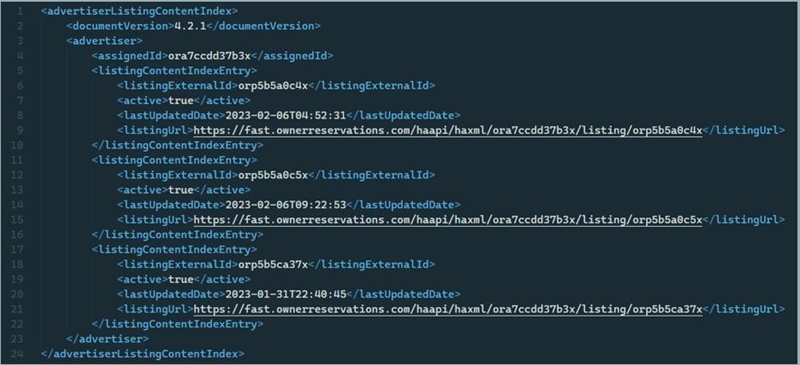 1 <advertiserListingContentIndex>
2 <documentVersion>4.2.1</documentVersion>
3 <advertiser>
4 <assignedId>ora7ccdd37b3x</assignedId>
5 <listingContentIndexEntry>
6 <listingExternalId>orp5b5a0c4x</listingExternalId>
7 <active>true</active>
8 <lastUpdatedDate>2023-02-06T04:52:31</lastUpdatedDate>
9 <listingUrl>https://fast.ownerreservations.com/haapi/haxml/ora7ccdd37b3x/listing/orp5b5a0c4x</listingUrl>
10 </listingContentIndexEntry>
11 <listingContentIndexEntry>
12 <listingExternalId>orp5b5a0c5x</listingExternalId>
13 <active>true</active>
14 <lastUpdatedDate>2023-02-06T09:22:53</lastUpdatedDate>
15 <listingUrl>https://fast.ownerreservations.com/haapi/haxml/ora7ccdd37b3x/listing/orp5b5a0c5x</listingUrl>
16 </listingContentIndexEntry>
17 <listingContentIndexEntry>
18 <listingExternalId>orp5b5ca37x</listingExternalId>
19 <active>true</active>
20 <lastUpdatedDate>2023-01-31T22:40:45</lastUpdatedDate>
21 <listingUrl>https://fast.ownerreservations.com/haapi/haxml/ora7ccdd37b3x/listing/orp5b5ca37x</listingUrl>
22 </listingContentIndexEntry>
23 </advertiser>
24 </advertiserListingContentIndex>